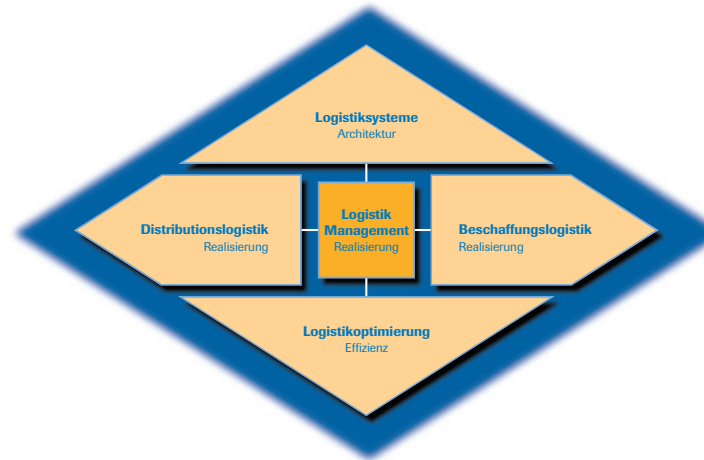 Logistiksysteme
Architektur
Distributionslogistik
Realisierung
Logistik
Management
Realisierung
Beschaffungslogistik
Realisierung
Logistikoptimierung
Effizienz